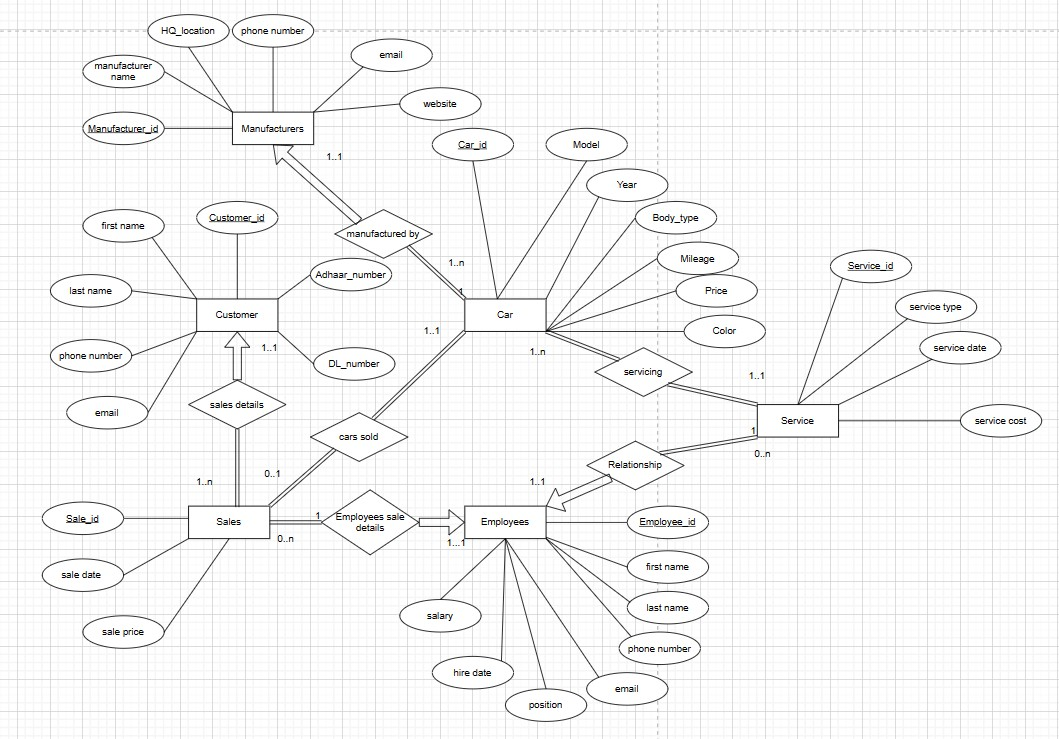 HQ_location
phone number
email
manufacturer
name
website
Manufacturer_id
Manufacturers
Car_id
Model
1..1
Year
first name
Customer_id
Body_type
manufactured by
Mileage
1..n
Service_id
Adhaar_number
last name
1
Price
service type
Customer
Car
1..1
Color
1..1
1..n
service date
phone number
DL_number
servicing
1..1
email
sales details
service cost
Service
1
cars sold
0..n
Relationship
0..1
1..n
1..1
Sale_id
Sales
1
Employees sale
details
Employees
Employee_id
0..n
1...1
first name
sale date
last name
salary
sale price
phone number
hire date
email
position